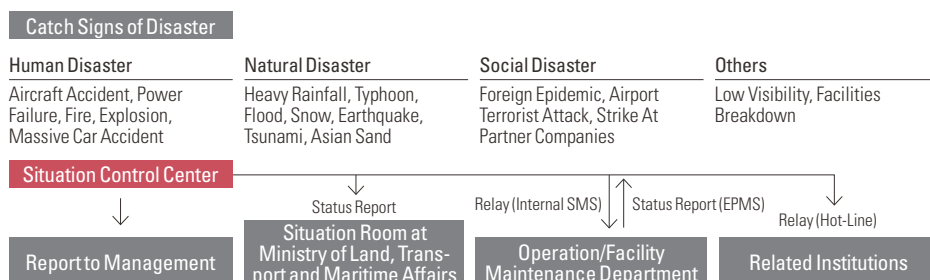 Catch Signs of Disaster
Human Disaster
Aircraft Accident, Power
Failure, Fire, Explosion,
Massive Car Accident
Natural Disaster
Heavy Rainfall, Typhoon,
Flood, Snow, Earthquake,
Tsunami, Asian Sand
Social Disaster
Foreign Epidemic, Airport
Terrorist Attack, Strike At
Partner Companies
Others
Low Visibility, Facilities
Breakdown
Situation Control Center
Status Report
Relay (Internal SMS)
Status Report (EPMS)
Relay (Hot-Line)
Report to Management
Situation Room at
Ministry of Land, Trans-
port and Maritime Affairs
Operation/Facility
Maintenance Department
Related Institutions